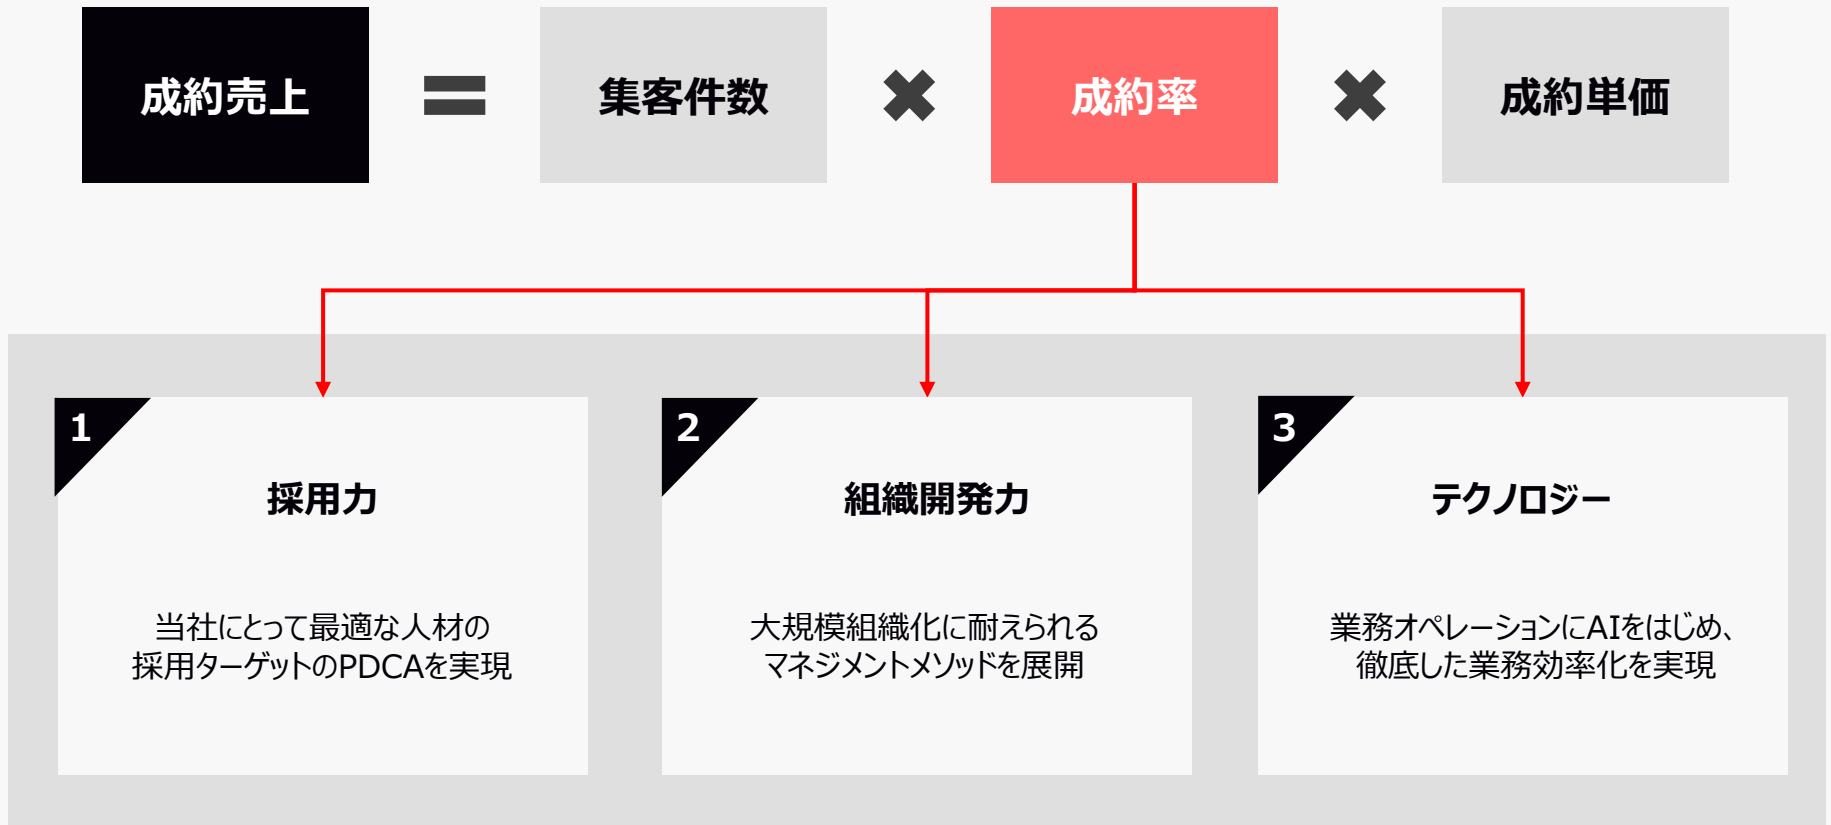 成約売上 = 集客件数 ✖ 成約率 ✖ 成約単価
1
採用力
当社にとって最適な人材の
採用ターゲットのPDCAを実現
2
組織開発力
大規模組織化に耐えられる
マネジメントメソッドを展開
3
テクノロジー
業務オペレーションにAIをはじめ、
徹底した業務効率化を実現